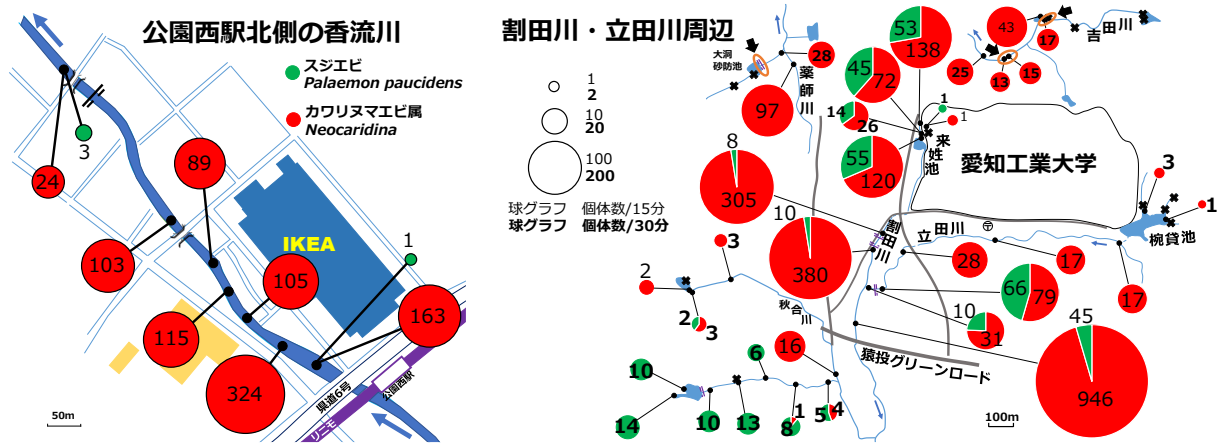 公園西駅北側の香流川
スジエビ
Palaemon paucidens
カワリヌマエビ属
Neocaridina
3
24
89
103
IKEA
1
105
115
163
324
県道6号
公園西駅
リニモ
50m
割田川・立田川周辺
1
2
10
20
100
200
球グラフ 個体数/15分
球グラフ 個体数/30分
大洞
砂防池
28
薬師川
97
53
138
45
72
14
26
1
1
来姓池
55
120
愛知工業大学
43
17
吉田川
25
13
15
3
1
椀貸池
8
305
10
380
割田川
立田川
〒
28
17
17
66
79
10
31
45
946
3
2
2
3
秋合川
猿投グリーンロード
16
6
10
14
10
13
1
8
5
4
100m